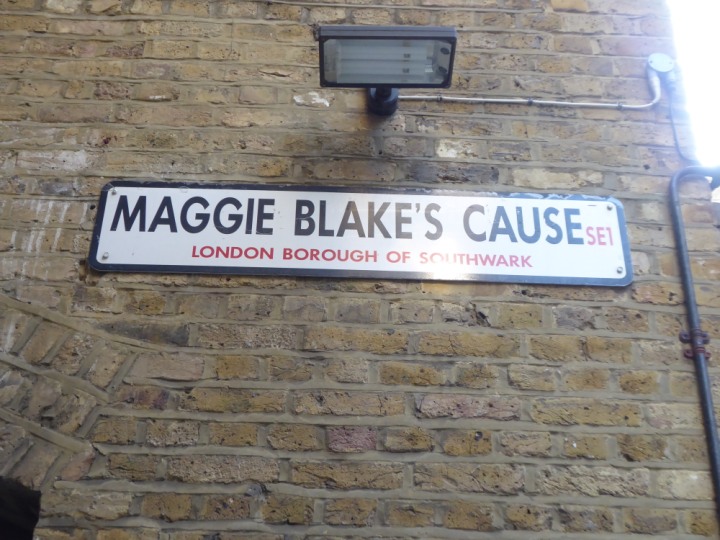 MAGGIE BLAKE'S CAUSE SE1
LONDON BOROUGH OF SOUTHWARK